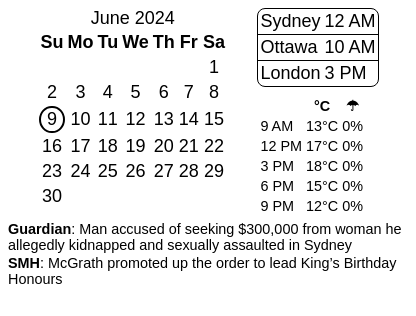 June 2024
Su Mo Tu We Th Fr Sa
1
2 3 4 5 6 7 8
9 10 11 12 13 14 15
16 17 18 19 20 21 22
23 24 25 26 27 28 29
30
Sydney 12 AM
Ottawa 10 AM
London 3 PM
°C ☂
9 AM 13°C 0%
12 PM 17°C 0%
3 PM 18°C 0%
6 PM 15°C 0%
9 PM 12°C 0%
Guardian: Man accused of seeking $300,000 from woman he
allegedly kidnapped and sexually assaulted in Sydney
SMH: McGrath promoted up the order to lead King’s Birthday
Honours